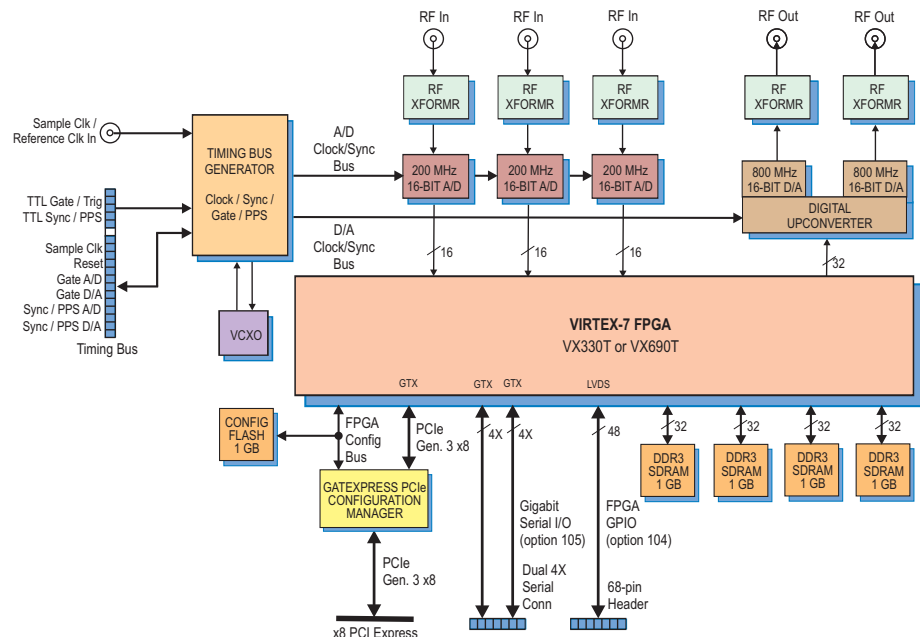 RF In
RF In
RF In
RF Out
RF Out
RF
XFORMR
RF
XFORMR
RF
XFORMR
RF
XFORMR
RF
XFORMR
Sample Clk /
Reference Clk In
TIMING BUS
GENERATOR
Clock / Sync /
Gate / PPS
A/D
Clock/Sync
Bus
200 MHz
16-BIT A/D
200 MHz
16-BIT A/D
200 MHz
16-BIT A/D
800 MHz
16-BIT D/A
800 MHz
16-BIT D/A
DIGITAL
UPCONVERTER
TTL Gate / Trig
TTL Sync / PPS
Sample Clk
Reset
Gate A/D
Gate D/A
Sync / PPS A/D
Sync / PPS D/A
Timing Bus
D/A
Clock/Sync
Bus
16
16
16
32
VCXO
VIRTEX-7 FPGA
VX330T or VX690T
GTX
GTX
GTX
LVDS
CONFIG
FLASH
1 GB
FPGA
Config
Bus
PCIe
Gen. 3 x8
4X
4X
48
32
32
32
32
DDR3
SDRAM
1 GB
DDR3
SDRAM
1 GB
DDR3
SDRAM
1 GB
DDR3
SDRAM
1 GB
GATEXPRESS PCIe
CONFIGURATION
MANAGER
Gigabit
Serial I/O
(option 105)
FPGA
GPIO
(option 104)
PCIe
Gen. 3 x8
Dual 4X
Serial
Conn
68-pin
Header
x8 PCI Express